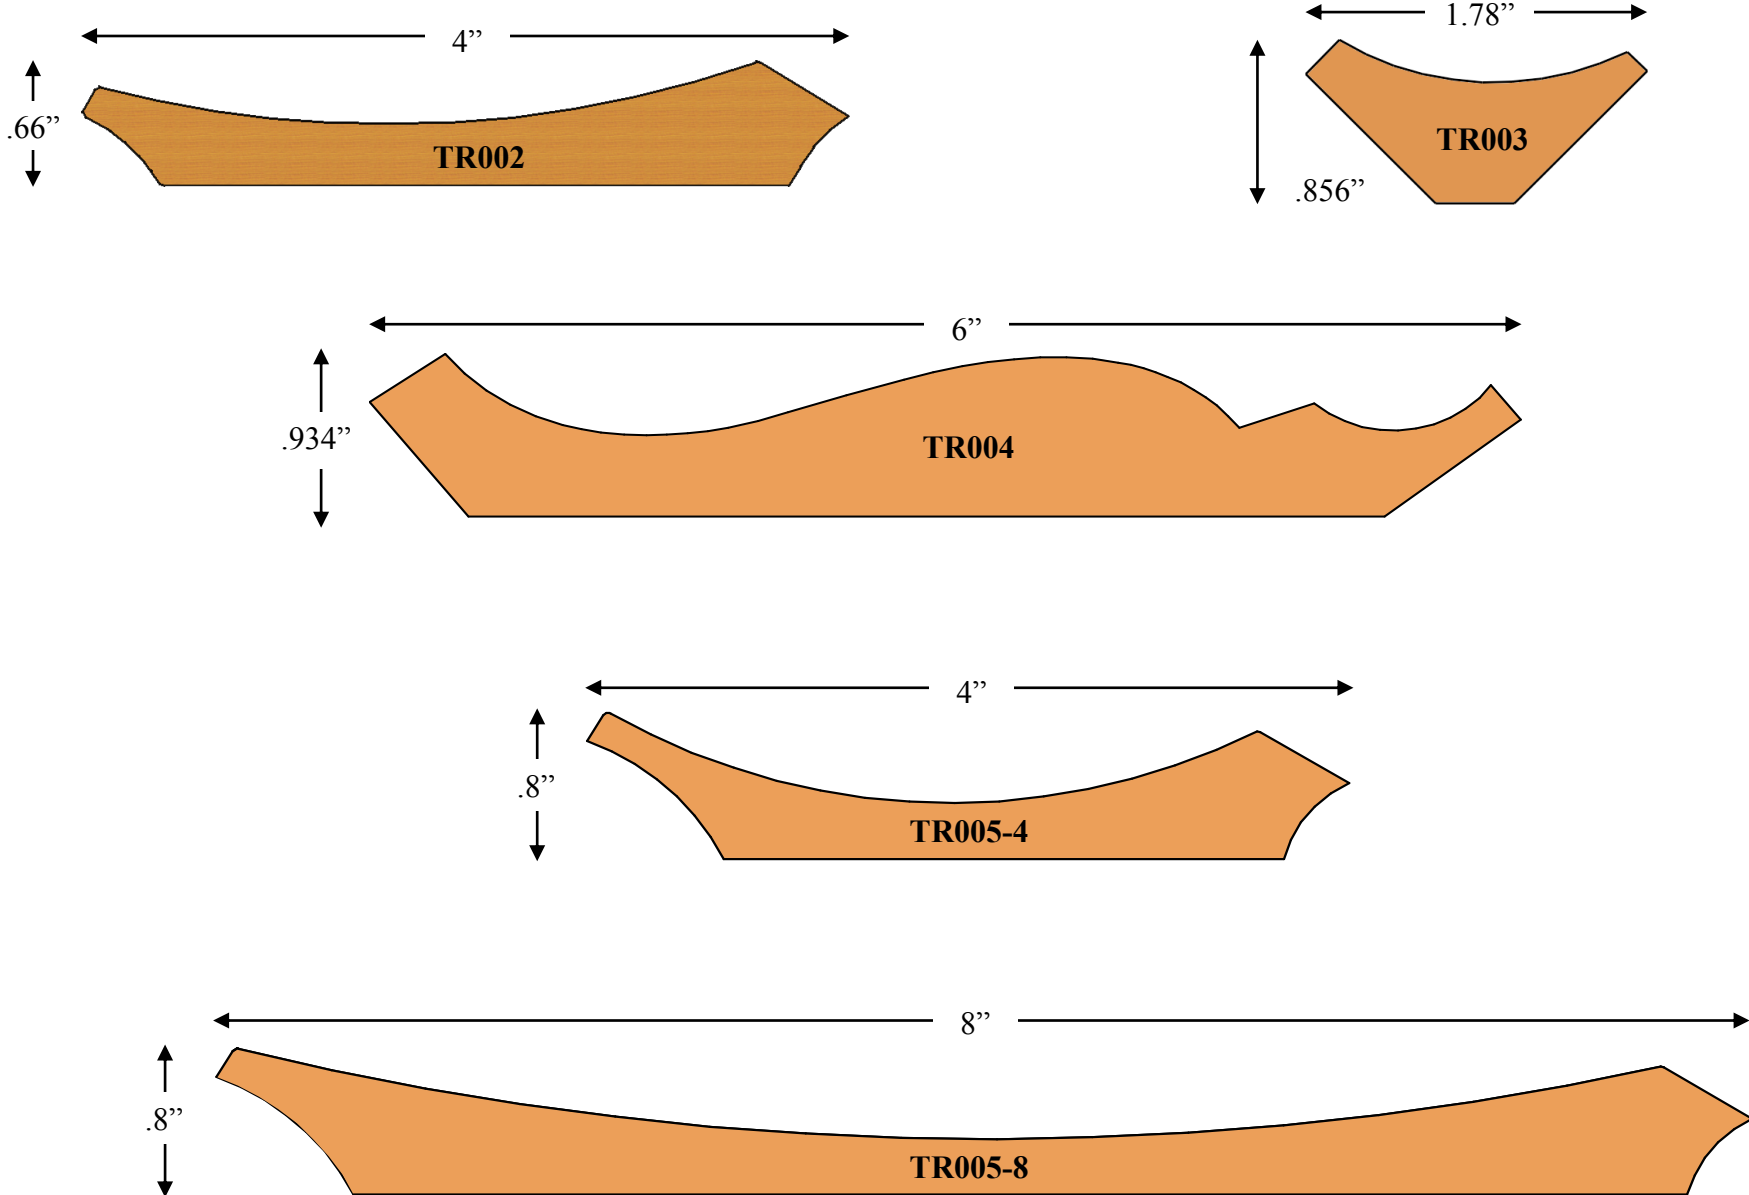 4”
.66”
TR002
1.78”
.856”
TR003
6”
.934”
TR004
4”
.8”
TR005-4
8”
.8”
TR005-8